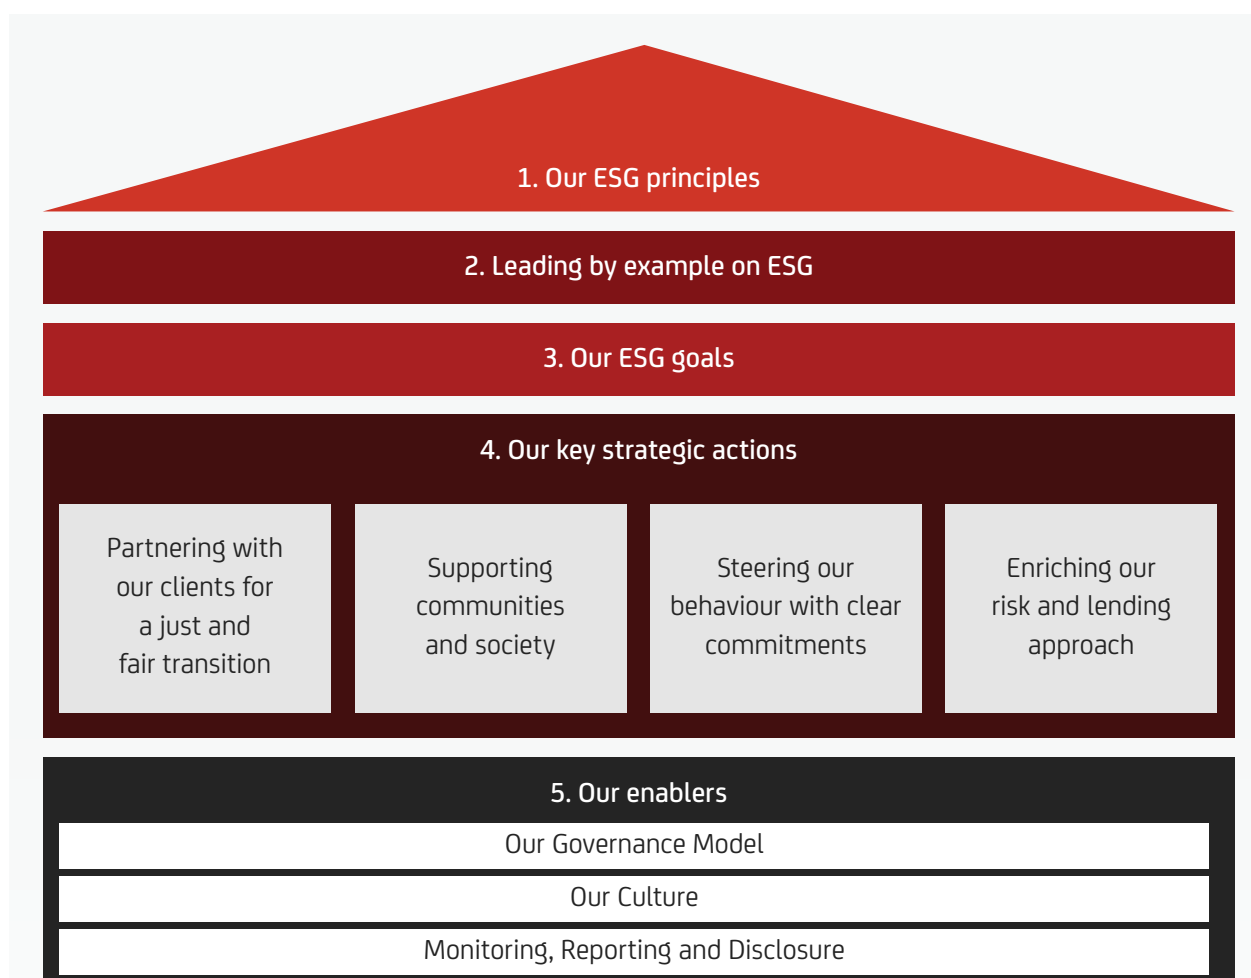 1. Our ESG principles
2. Leading by example on ESG
3. Our ESG goals
4. Our key strategic actions
Partnering with
our clients for
a just and
fair transition
Supporting
communities
and society
Steering our
behaviour with clear
commitments
Enriching our
risk and lending
approach
5. Our enablers
Our Governance Model
Our Culture
Monitoring, Reporting and Disclosure